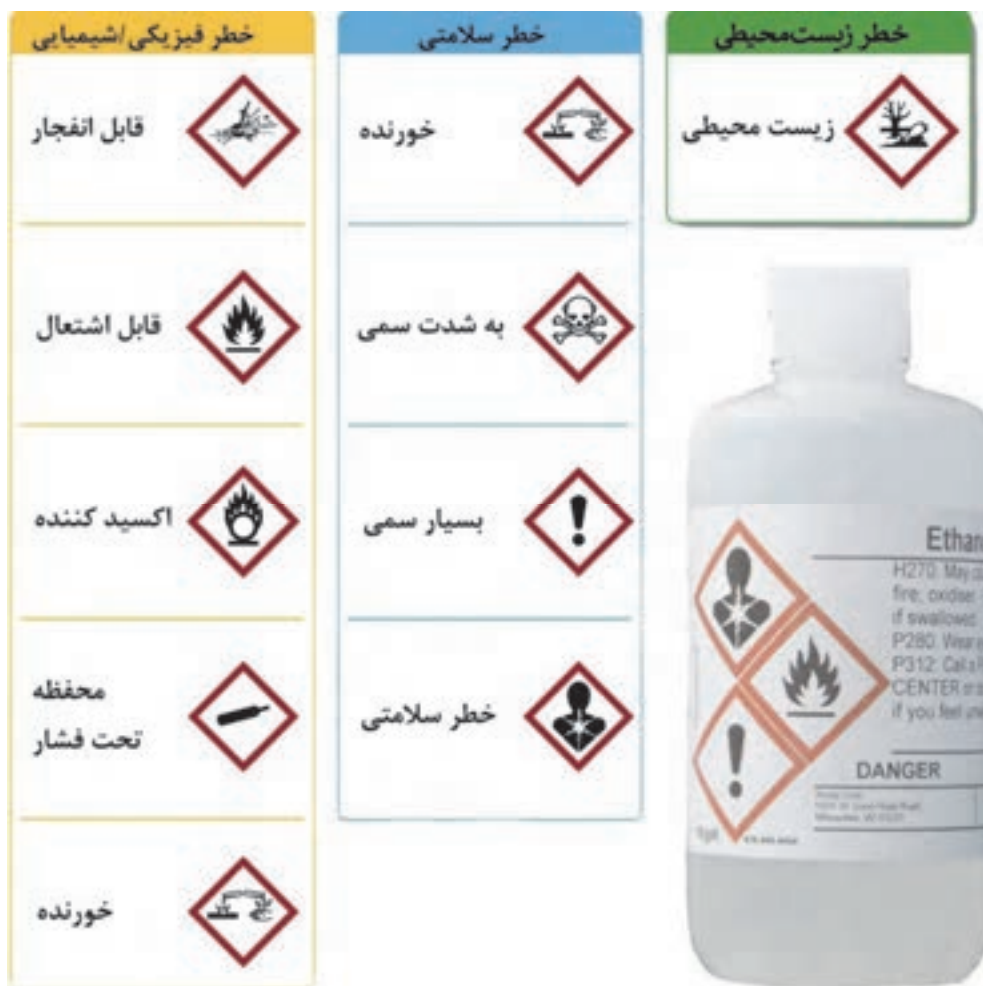 خطر زیست‌محیطی
زیست محیطی
خطر سلامتی
خورنده
به شدت سمی
بسیار سمی
خطر سلامتی
خطر فیزیکی/شیمیایی
قابل انفجار
قابل اشتعال
اکسید کننده
محفظه
تحت فشار
خورنده
H270: May
fire; oxidiser
if swallowed
P280: Wear
P312: Call a
CENTER or
if you feel
DANGER